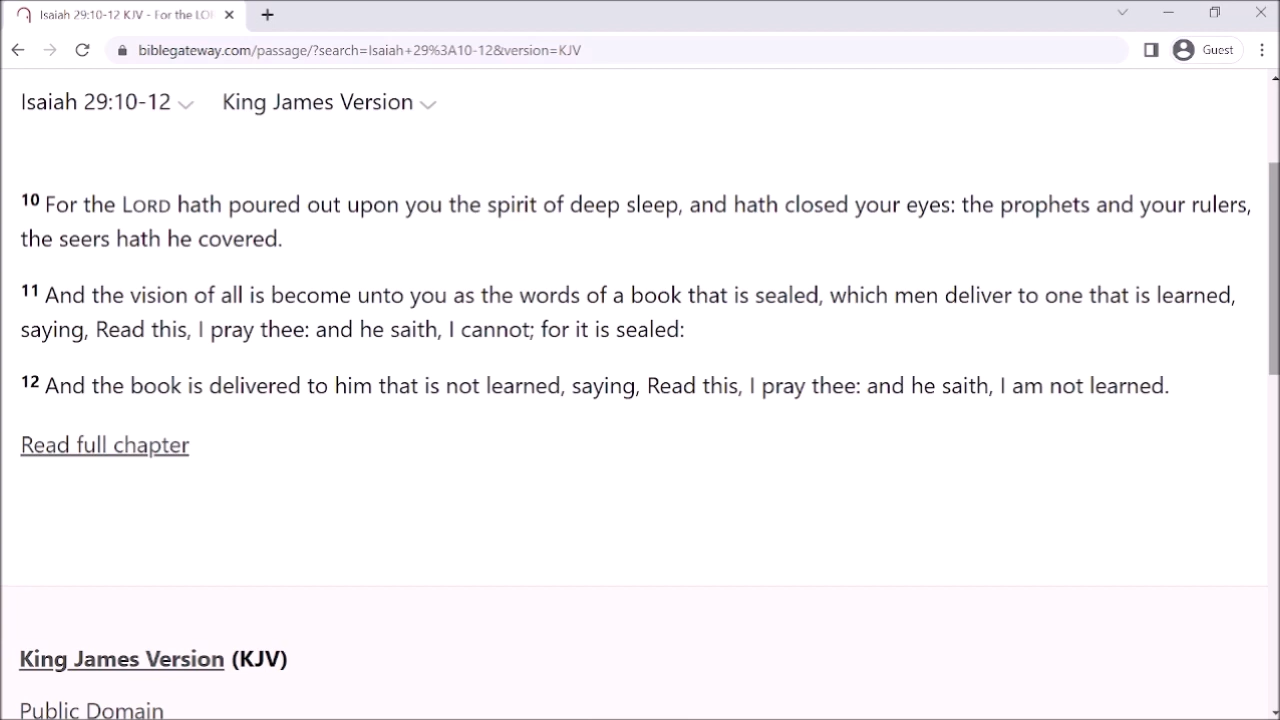 Isaiah 29:10-12 KJV - For the LO
biblegateway.com/passage/?search=Isaiah+29%3A10-12&version=KJV
Guest
Isaiah 29:10-12 King James Version
10 For the LORD hath poured out upon you the spirit of deep sleep, and hath closed your eyes: the prophets and your rulers,
the seers hath he covered.
11 And the vision of all is become unto you as the words of a book that is sealed, which men deliver to one that is learned,
saying, Read this, I pray thee: and he saith, I cannot; for it is sealed:
12 And the book is delivered to him that is not learned, saying, Read this, I pray thee: and he saith, I am not learned.
Read full chapter
King James Version (KJV)
Public Domain